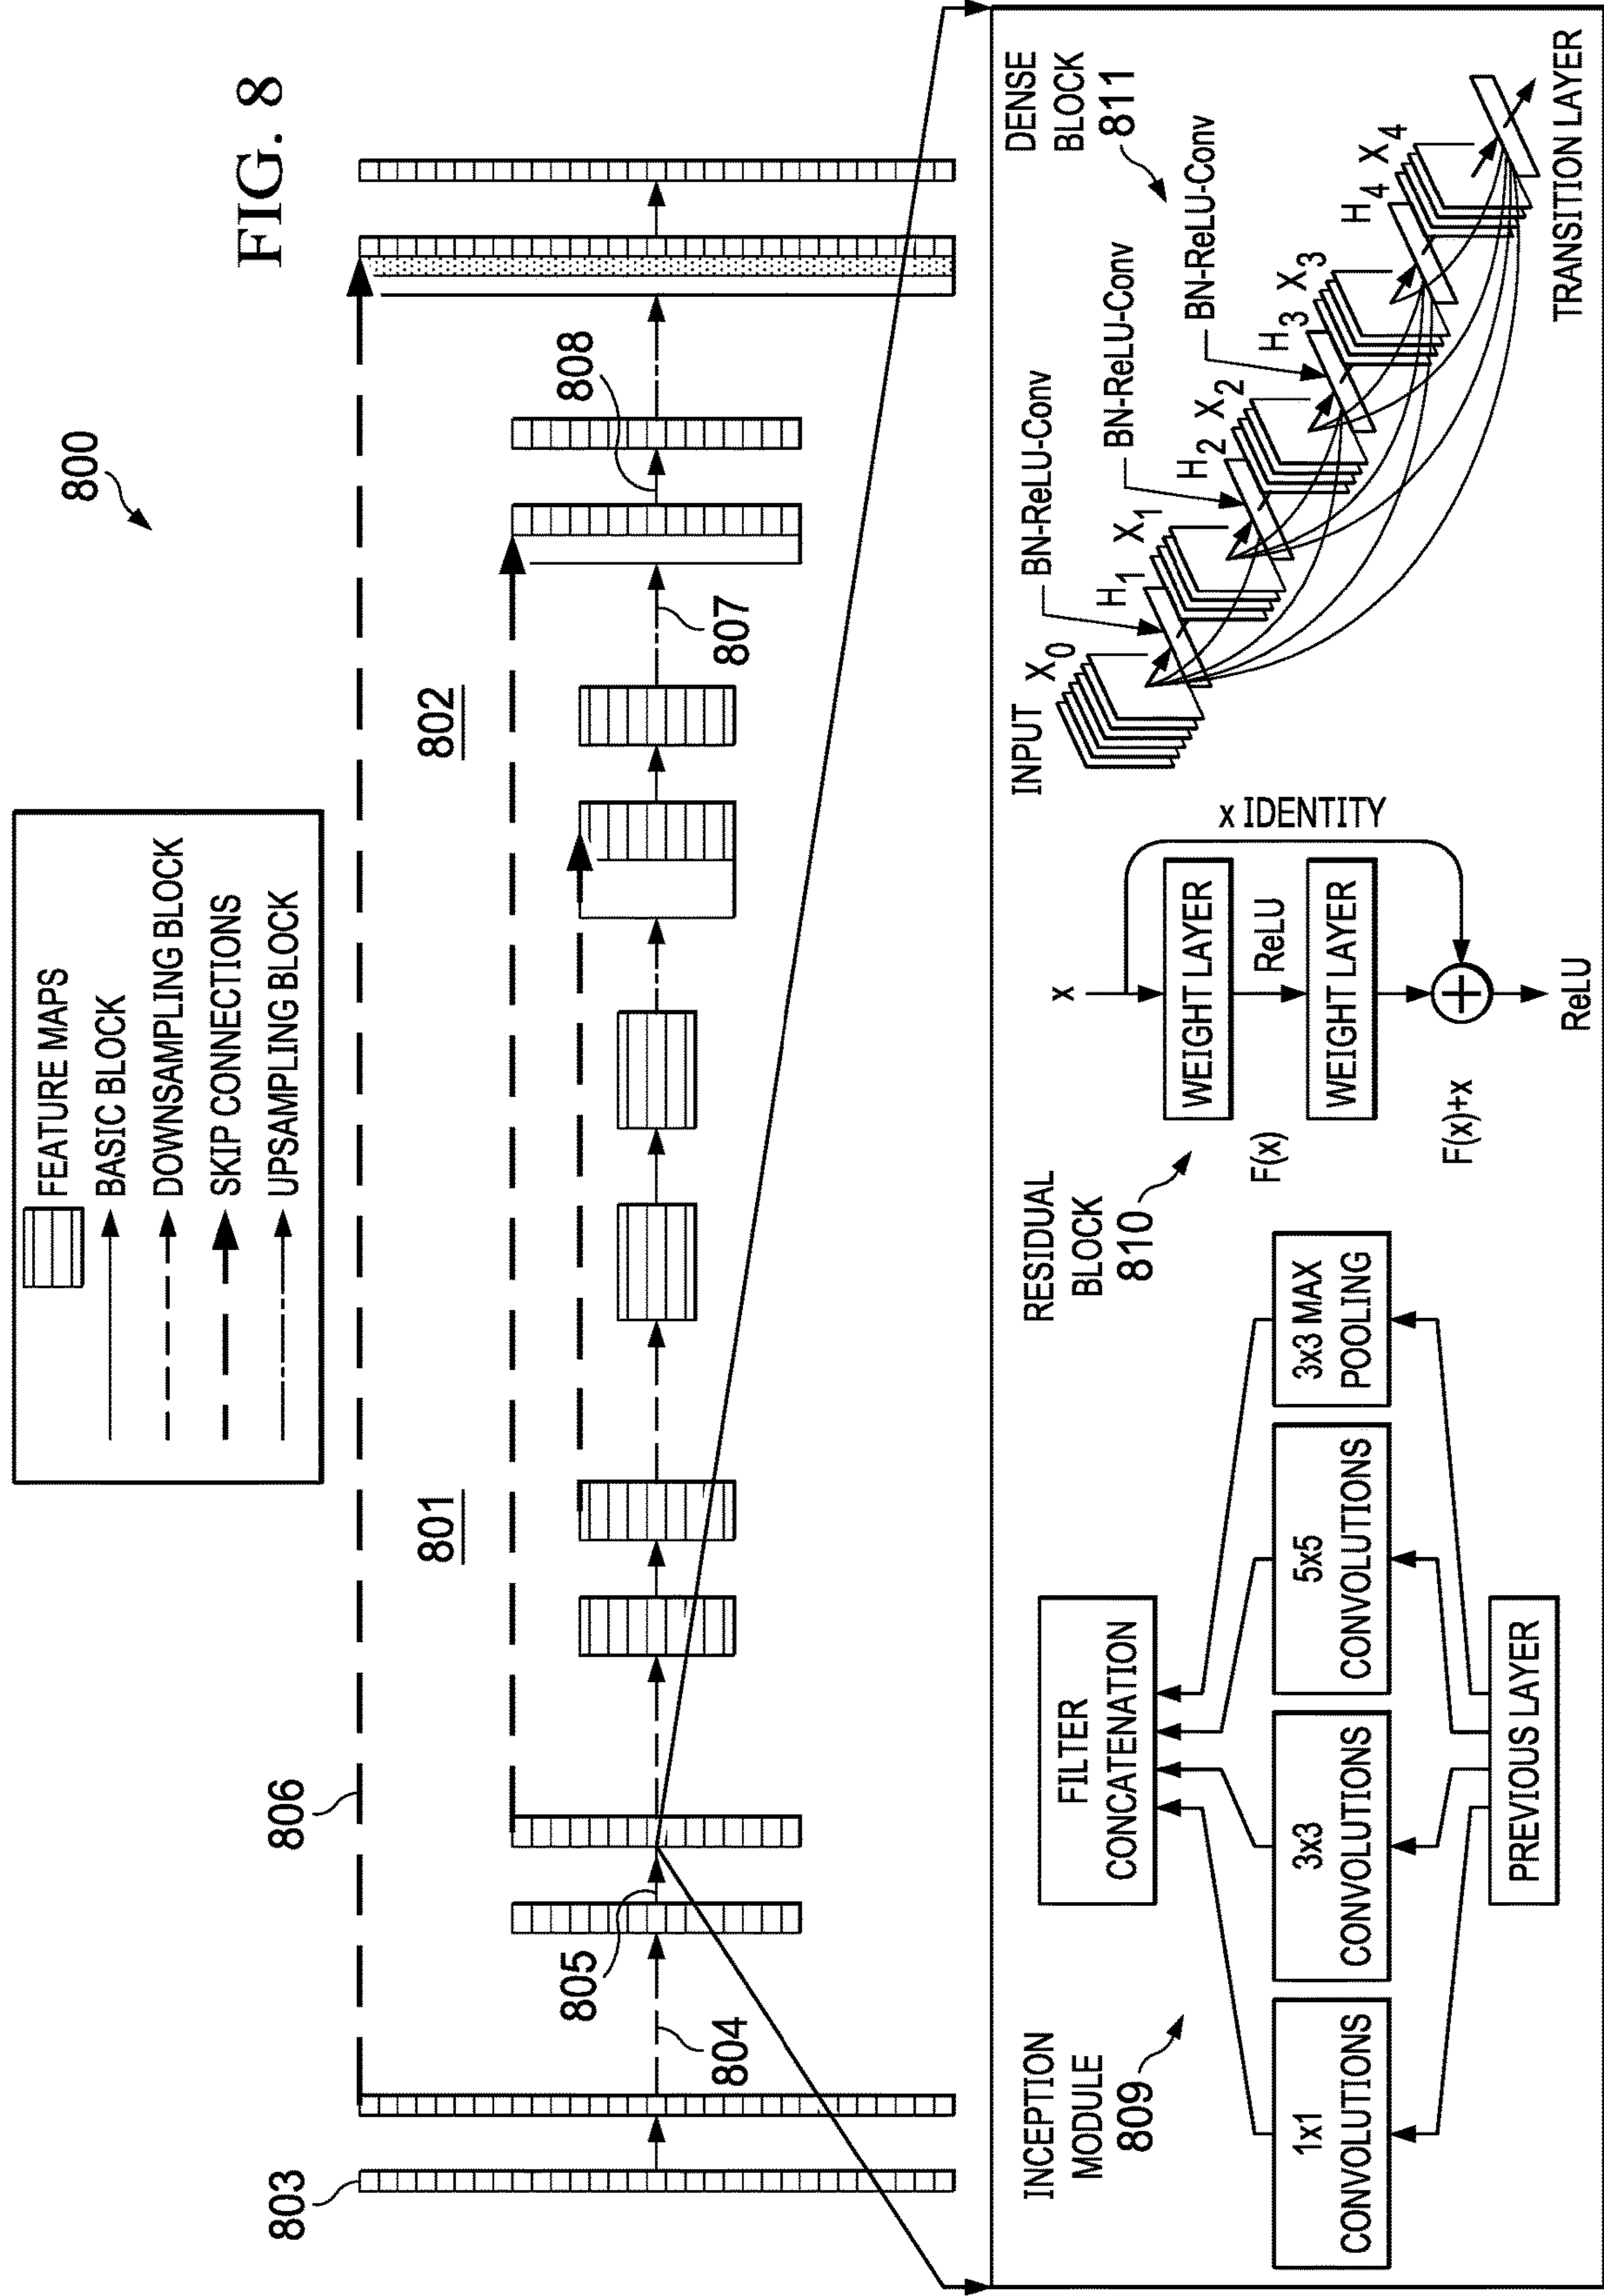 FIG. 8
800
FEATURE MAPS
BASIC BLOCK
DOWNSAMPLING BLOCK
SKIP CONNECTIONS
UPSAMPLING BLOCK
803
806
801
802
804
805
807
808
INCEPTION
MODULE
809
FILTER
CONCATENATION
1x1
CONVOLUTIONS
3x3
CONVOLUTIONS
5x5
CONVOLUTIONS
3x3 MAX
POOLING
PREVIOUS LAYER
RESIDUAL
BLOCK
810
x
WEIGHT LAYER
F(x)
ReLU
x IDENTITY
WEIGHT LAYER
F(x)+x
ReLU
DENSE
BLOCK
811
INPUT
X0
H1
X1
H2
X2
H3
X3
H4
X4
BN-ReLU-Conv
BN-ReLU-Conv
BN-ReLU-Conv
TRANSITION LAYER